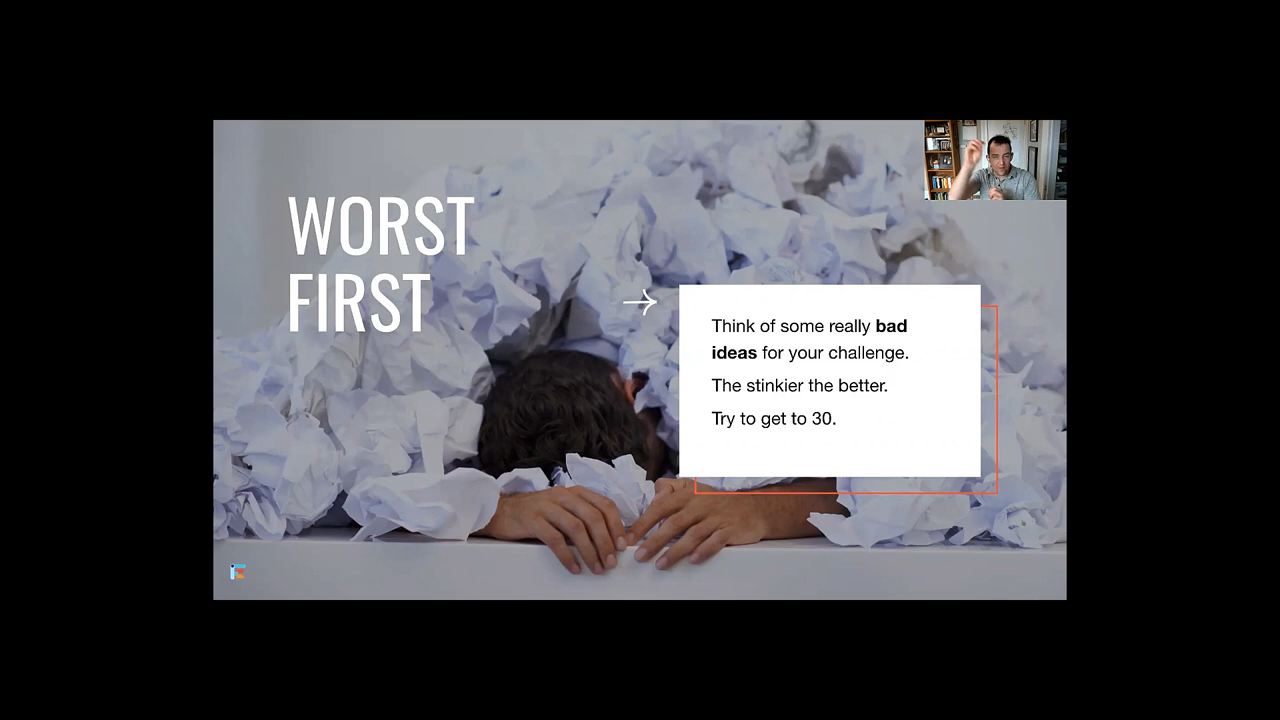 WORST
FIRST
Think of some really bad
ideas for your challenge.
The stinkier the better.
Try to get to 30.